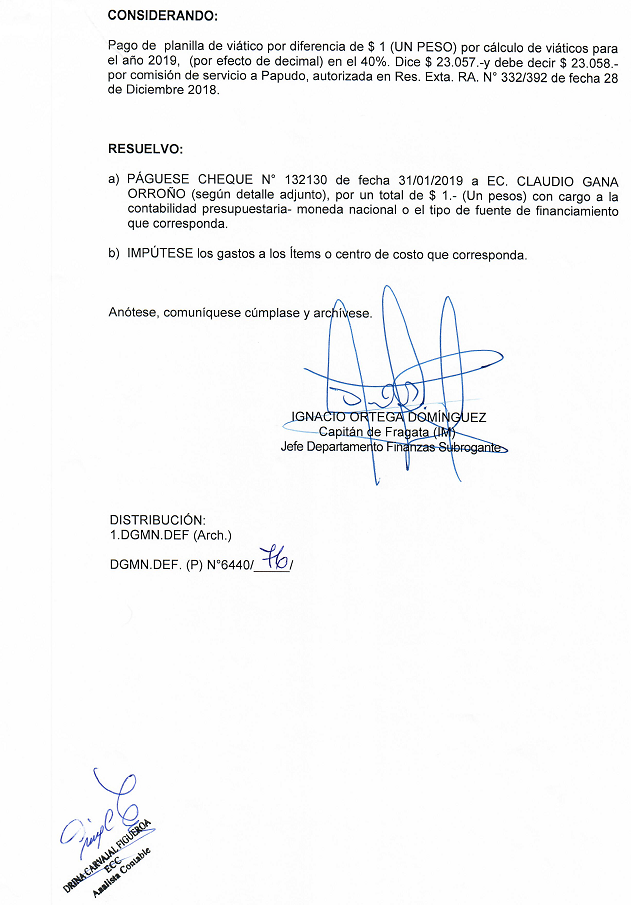 CONSIDERANDO:
Pago de planilla de viático por diferencia de $ 1 (UN PESO) por cálculo de viáticos para
el año 2019, (por efecto de decimal) en el 40%. Dice $ 23.057.-y debe decir $ 23.058.-
por comisión de servicio a Papudo, autorizada en Res. Exta. RA. N° 332/392 de fecha 28
de Diciembre 2018.
RESUELVO:
a) PÁGUESE CHEQUE N° 132130 de fecha 31/01/2019 a EC. CLAUDIO GANA
ORROÑO (según detalle adjunto), por un total de $ 1.- (Un pesos) con cargo a la
contabilidad presupuestaria- moneda nacional o el tipo de fuente de financiamiento
que corresponda.
b) IMPÚTESE los gastos a los Ítems o centro de costo que corresponda.
Anótese, comuníquese cúmplase y archívese.
IGNACIO ORTEGA DOMÍNGUEZ
Capitán de Fragata (IM)
Jefe Departamento Finanzas Subrogante
DISTRIBUCIÓN:
1.DGMN.DEF (Arch.)
DGMN.DEF. (P) N°6440/ 76 /
DRINA CARVAJAL FIGUEROA
ECC
Analista Contable